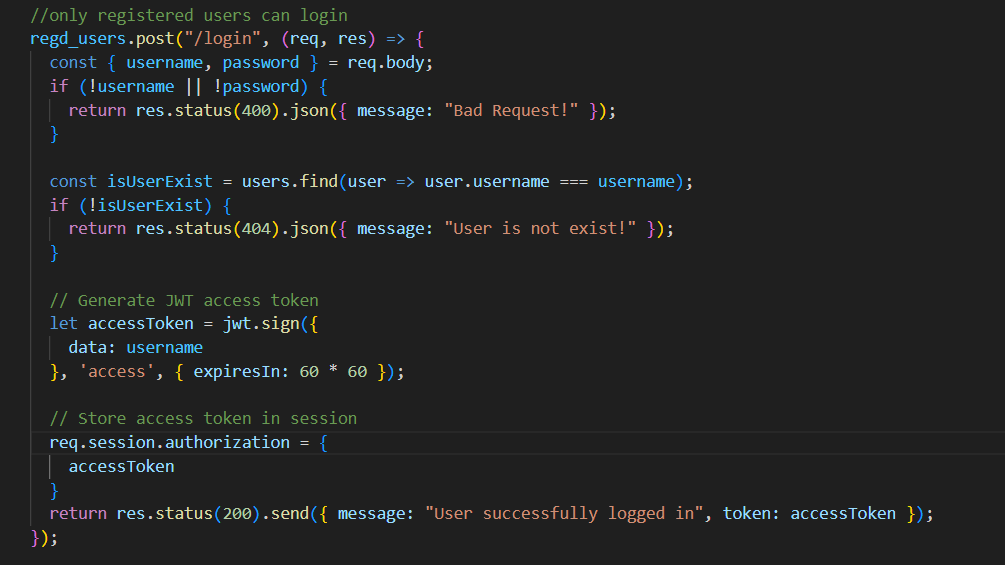 //only registered users can login
regd_users.post("/login", (req, res) => {
  const { username, password } = req.body;
  if (!username || !password) {
    return res.status(400).json({ message: "Bad Request!" });
  }

  const isUserExist = users.find(user => user.username === username);
  if (!isUserExist) {
    return res.status(404).json({ message: "User is not exist!" });
  }

  // Generate JWT access token
  let accessToken = jwt.sign({
    data: username
  }, 'access', { expiresIn: 60 * 60 });

  // Store access token in session
  req.session.authorization = {
    accessToken
  }
  return res.status(200).send({ message: "User successfully logged in", token: accessToken });
});